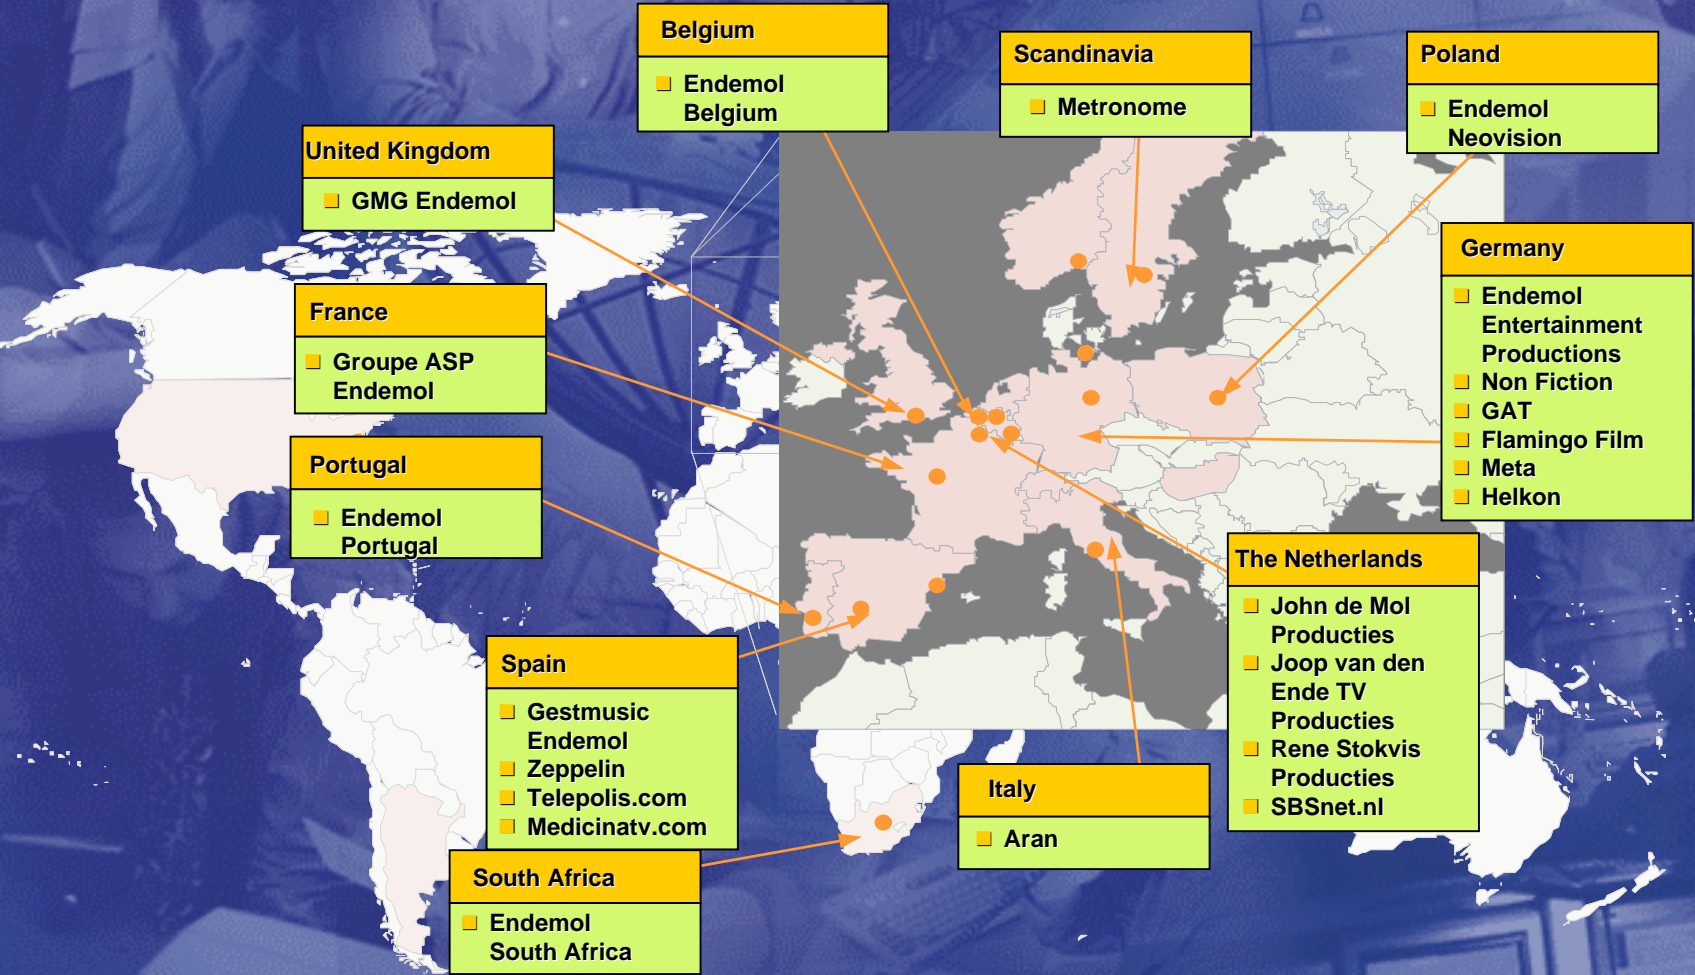 Belgium
Endemol
Belgium
Scandinavia
Metronome
Poland
Endemol
Neovision
United Kingdom
GMG Endemol
Germany
Endemol
Entertainment
Productions
Non Fiction
GAT
Flamingo Film
Meta
Helkon
France
Groupe ASP
Endemol
Portugal
Endemol
Portugal
The Netherlands
John de Mol
Producties
Joop van den
Ende TV
Producties
Rene Stokvis
Producties
SBSnet.nl
Spain
Gestmusic
Endemol
Zeppelin
Telepolis.com
Medicinatv.com
Italy
Aran
South Africa
Endemol
South Africa